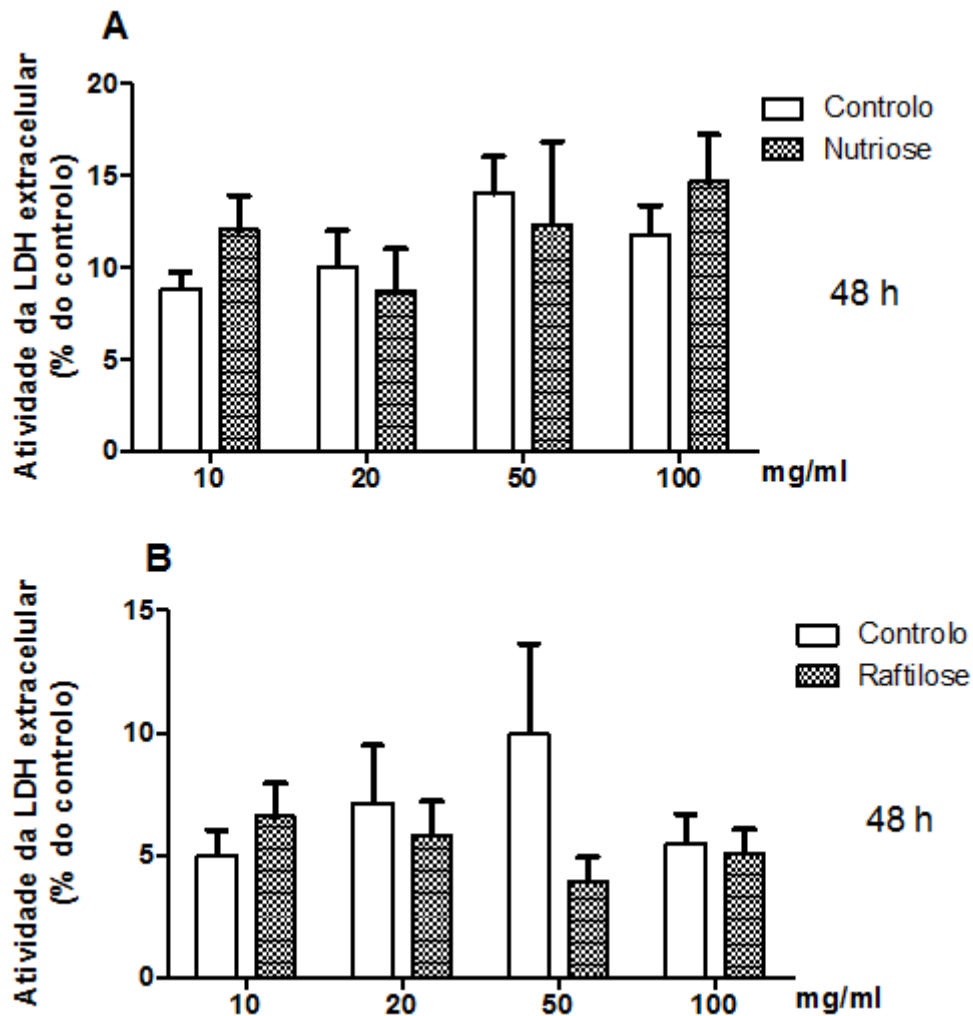 A
Atividade da LDH extracelular
(% do controlo)
20
15
10
5
0
10 20 50 100 mg/ml
Controlo
Nutriose
48 h
B
Atividade da LDH extracelular
(% do controlo)
15
10
5
0
10 20 50 100 mg/ml
Controlo
Raftilose
48 h